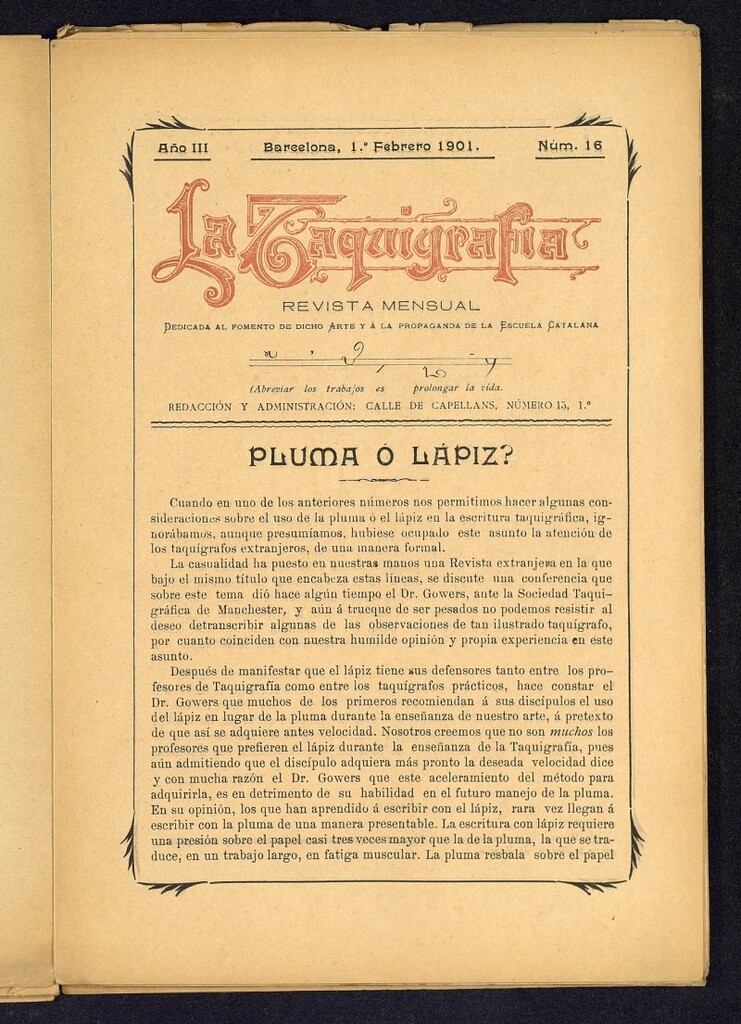 Año III
Barcelona, 1.º Febrero 1901.
Núm. 16
La Taquigrafía
REVISTA MENSUAL
DEDICADA AL FOMENTO DE DICHO ARTE Y Á LA PROPAGANDA DE LA ESCUELA CATALANA
(Abreviar los trabajos es prolongar la vida.
REDACCIÓN Y ADMINISTRACIÓN: CALLE DE CAPELLANS, NÚMERO 15, 1.º
PLUMA Ó LÁPIZ?
Cuando en uno de los anteriores números nos permitimos hacer algunas con-
sideraciones sobre el uso de la pluma ó el lápiz en la escritura taquigráfica, ig-
norábamos, aunque presumíamos, hubiese ocupado este asunto la atención de
los taquígrafos extranjeros, de una manera formal.
La casualidad ha puesto en nuestras manos una Revista extranjera en la que
bajo el mismo título que encabeza estas líneas, se discute una conferencia que
sobre este tema dió hace algún tiempo el Dr. Gowers, ante la Sociedad Taqui-
gráfica de Manchester, y aún á trueque de ser pesados no podemos resistir al
deseo detranscribir algunas de las observaciones de tan ilustrado taquígrafo,
por cuanto coinciden con nuestra humilde opinión y propia experiencia en este
asunto.
Después de manifestar que el lápiz tiene sus defensores tanto entre los pro-
fesores de Taquigrafía como entre los taquígrafos prácticos, hace constar el
Dr. Gowers que muchos de los primeros recomiendan á sus discípulos el uso
del lápiz en lugar de la pluma durante la enseñanza de nuestro arte, á pretexto
de que así se adquiere antes velocidad. Nosotros creemos que no son muchos los
profesores que prefieren el lápiz durante la enseñanza de la Taquigrafía, pues
aún admitiendo que el discípulo adquiera más pronto la deseada velocidad dice
y con mucha razón el Dr. Gowers que este aceleramiento del método para
adquirirla, es en detrimento de su habilidad en el futuro manejo de la pluma.
En su opinión, los que han aprendido á escribir con el lápiz, rara vez llegan á
escribir con la pluma de una manera presentable. La escritura con lápiz requiere
una presión sobre el papel casi tres veces mayor que la de la pluma, la que se tra-
duce, en un trabajo largo, en fatiga muscular. La pluma resbala sobre el papel